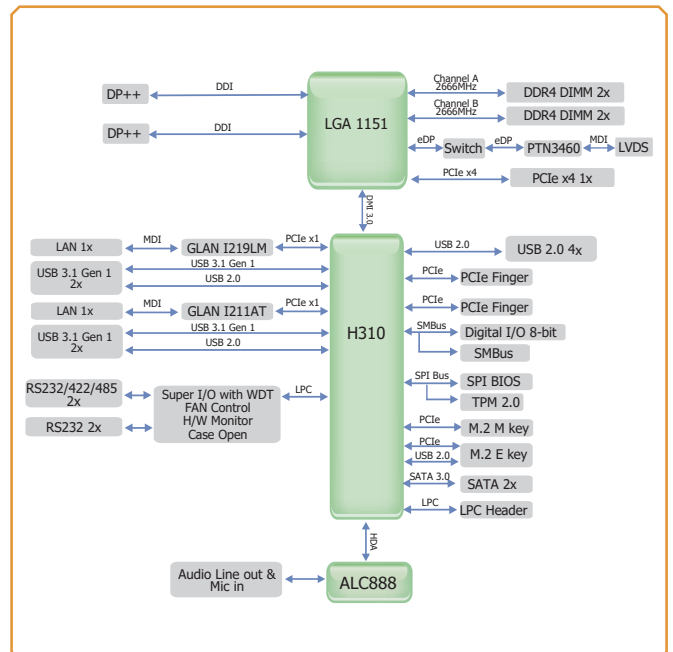 DDI
Channel A
2666MHz
DP++
LGA 1151
DDR4 DIMM 2x
Channel B
2666MHz
DDI
DP++
DDR4 DIMM 2x
eDP
Switch
eDP
PTN3460
MDI
LVDS
PCIe x4
PCIe x4 1x
DMI 3.0
LAN 1x
MDI
GLAN I219LM
PCIe x1
USB 2.0
USB 2.0 4x
USB 3.1 Gen 1
2x
USB 3.1 Gen 1
USB 2.0
PCIe
PCIe Finger
LAN 1x
MDI
GLAN I211AT
PCIe x1
PCIe
PCIe Finger
USB 3.1 Gen 1
2x
USB 3.1 Gen 1
USB 2.0
H310
SMBus
Digital I/O 8-bit
SMBus
RS232/422/485
2x
RS232 2x
Super I/O with WDT
FAN Control
H/W Monitor
Case Open
LPC
SPI Bus
SPI BIOS
TPM 2.0
PCIe
M.2 M key
PCIe
USB 2.0
M.2 E key
SATA 3.0
SATA 2x
LPC
LPC Header
HDA
Audio Line out &
Mic in
ALC888